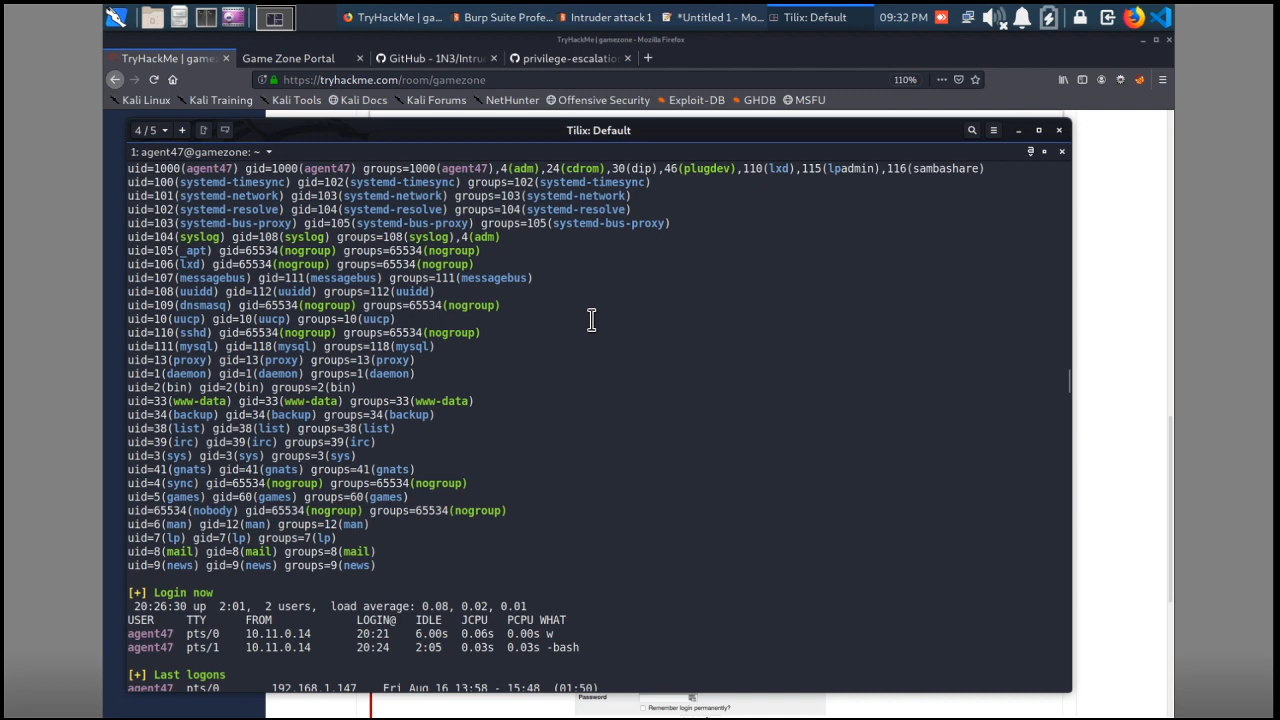 TryHackMe | ga...
Burp Suite Profe...
Intruder attack 1
*Untitled 1 - Mo...
Tilix: Default
09:32 PM
TryHackMe | gamezone - Mozilla Firefox
TryHackMe | game
Game Zone Portal
GitHub - 1N3/Intru
privilege-escalatio
https://tryhackme.com/room/gamezone
110%
Kali Linux
Kali Training
Kali Tools
Kali Docs
Kali Forums
NetHunter
Offensive Security
Exploit-DB
GHDB
MSFU
4 / 5
Tilix: Default
1: agent47@gamezone: ~
uid=1000(agent47) gid=1000(agent47) groups=1000(agent47),4(adm),24(cdrom),30(dip),46(plugdev),110(lxd),115(lpadmin),116(sambashare)
uid=100(systemd-timesync) gid=102(systemd-timesync) groups=102(systemd-timesync)
uid=101(systemd-network) gid=103(systemd-network) groups=103(systemd-network)
uid=102(systemd-resolve) gid=104(systemd-resolve) groups=104(systemd-resolve)
uid=103(systemd-bus-proxy) gid=105(systemd-bus-proxy) groups=105(systemd-bus-proxy)
uid=104(syslog) gid=108(syslog) groups=108(syslog),4(adm)
uid=105(_apt) gid=65534(nogroup) groups=65534(nogroup)
uid=106(lxd) gid=65534(nogroup) groups=65534(nogroup)
uid=107(messagebus) gid=111(messagebus) groups=111(messagebus)
uid=108(uuidd) gid=112(uuidd) groups=112(uuidd)
uid=109(dnsmasq) gid=65534(nogroup) groups=65534(nogroup)
uid=10(uucp) gid=10(uucp) groups=10(uucp)
uid=110(sshd) gid=65534(nogroup) groups=65534(nogroup)
uid=111(mysql) gid=118(mysql) groups=118(mysql)
uid=13(proxy) gid=13(proxy) groups=13(proxy)
uid=1(daemon) gid=1(daemon) groups=1(daemon)
uid=2(bin) gid=2(bin) groups=2(bin)
uid=33(www-data) gid=33(www-data) groups=33(www-data)
uid=34(backup) gid=34(backup) groups=34(backup)
uid=38(list) gid=38(list) groups=38(list)
uid=39(irc) gid=39(irc) groups=39(irc)
uid=3(sys) gid=3(sys) groups=3(sys)
uid=41(gnats) gid=41(gnats) groups=41(gnats)
uid=4(sync) gid=65534(nogroup) groups=65534(nogroup)
uid=5(games) gid=60(games) groups=60(games)
uid=65534(nobody) gid=65534(nogroup) groups=65534(nogroup)
uid=6(man) gid=12(man) groups=12(man)
uid=7(lp) gid=7(lp) groups=7(lp)
uid=8(mail) gid=8(mail) groups=8(mail)
uid=9(news) gid=9(news) groups=9(news)
[+] Login now
20:26:30 up 2:01, 2 users, load average: 0.08, 0.02, 0.01
USER TTY FROM LOGIN@ IDLE JCPU PCPU WHAT
agent47 pts/0 10.11.0.14 20:21 6.00s 0.06s 0.00s w
agent47 pts/1 10.11.0.14 20:24 2:05 0.03s 0.03s -bash
[+] Last logons
agent47 pts/0 192.168.1.147 Fri Aug 16 13:58 - 15:48 (01:50)
Password
Remember login permanently?